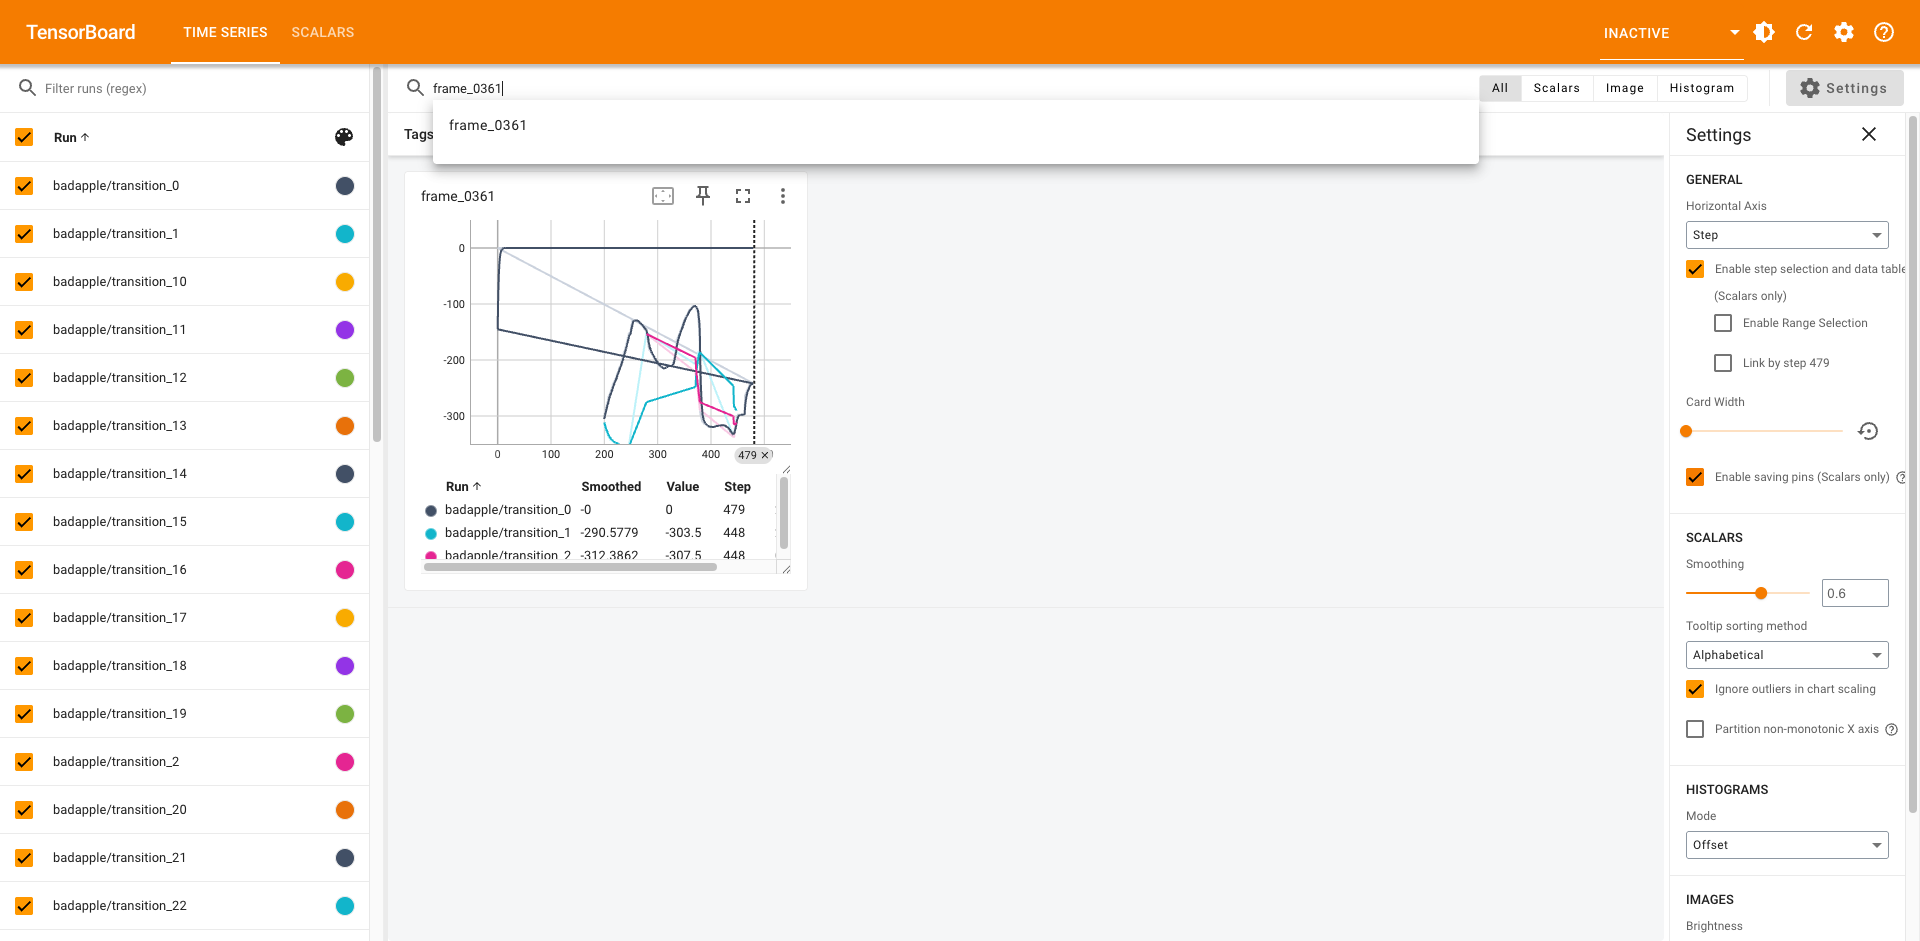 TensorBoard
TIME SERIES
SCALARS
INACTIVE
Filter runs (regex)
frame_0361
All
Scalars
Image
Histogram
Settings
frame_0361
Run
Tags
Settings
badapple/transition_0
badapple/transition_1
badapple/transition_10
badapple/transition_11
badapple/transition_12
badapple/transition_13
badapple/transition_14
badapple/transition_15
badapple/transition_16
badapple/transition_17
badapple/transition_18
badapple/transition_19
badapple/transition_2
badapple/transition_20
badapple/transition_21
badapple/transition_22
frame_0361
0
-100
-200
-300
0 100 200 300 400 479
Run Smoothed Value Step
badapple/transition_0 -0 0 479
badapple/transition_1 -290.5779 -303.5 448
badapple/transition_2 -312.3862 -307.5 448
GENERAL
Horizontal Axis
Step
Enable step selection and data table
(Scalars only)
Enable Range Selection
Link by step 479
Card Width
Enable saving pins (Scalars only)
SCALARS
Smoothing
0.6
Tooltip sorting method
Alphabetical
Ignore outliers in chart scaling
Partition non-monotonic X axis
HISTOGRAMS
Mode
Offset
IMAGES
Brightness